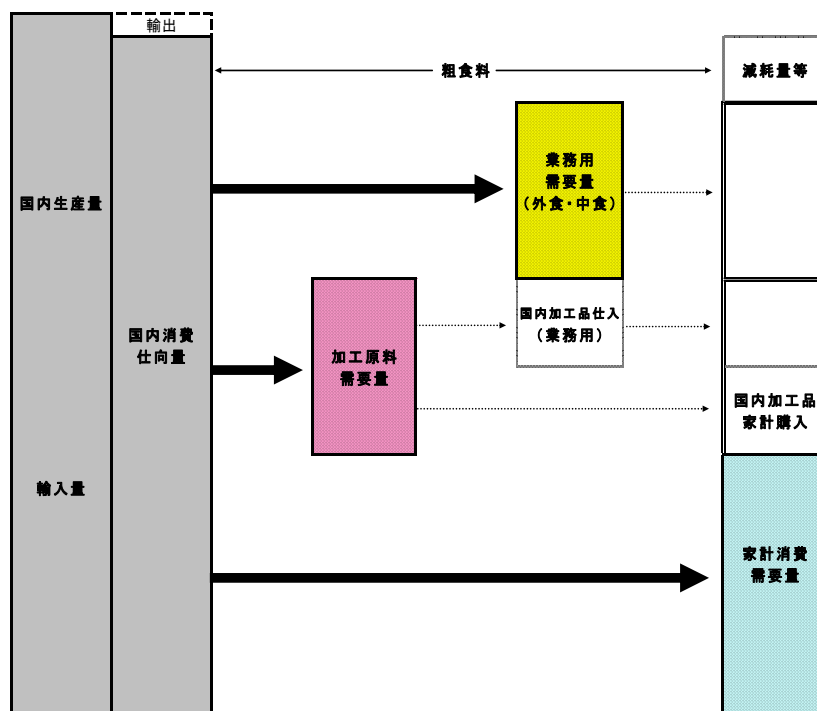 輸出
粗食料
減耗量等
業務用
需要量
（外食・中食）
国内生産量
国内加工品仕入
（業務用）
国内消費
仕向量
加工原料
需要量
国内加工品
家計購入
輸入量
家計消費
需要量